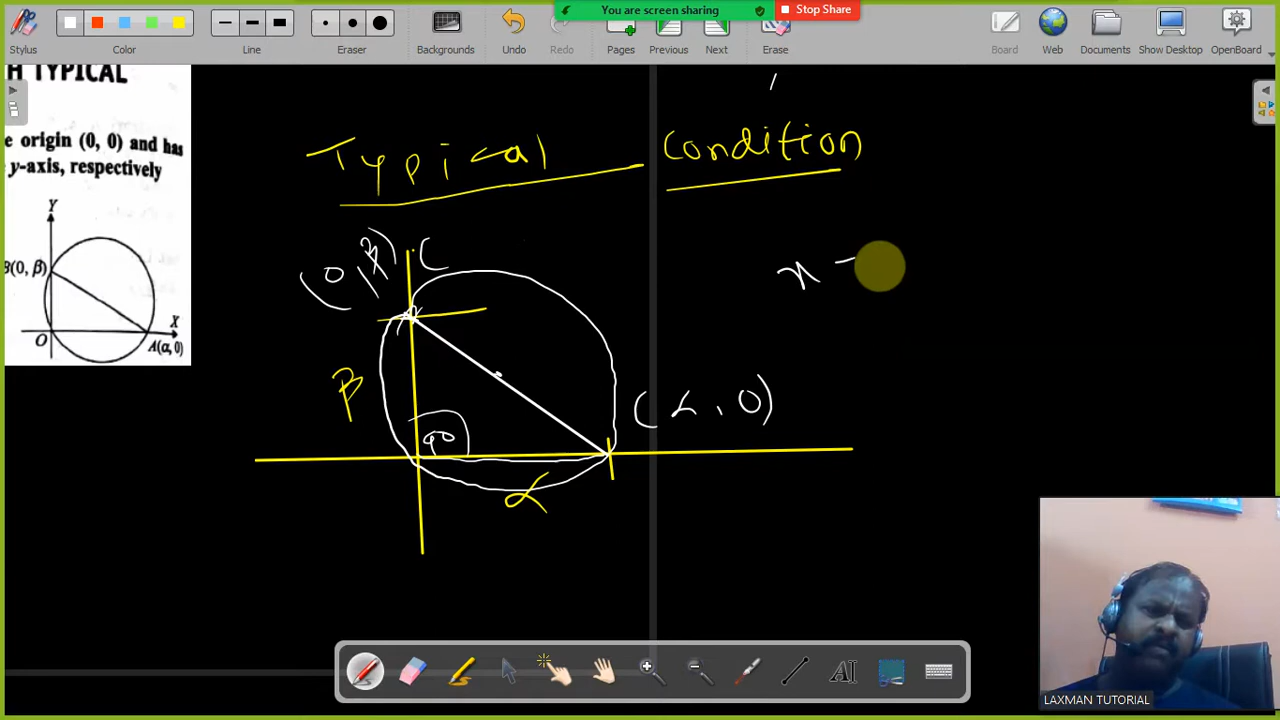 You are screen sharing Stop Share
Stylus Color Line Eraser Backgrounds Undo Redo Pages Previous Next Erase Board Web Documents Show Desktop OpenBoard
H TYPICAL
e origin (0, 0) and has
e y-axis, respectively
Y
B(0, β)
O
X
A(α, 0)
Typical condition
(0, β)
C
x =
β
90
(α, 0)
α
LAXMAN TUTORIAL